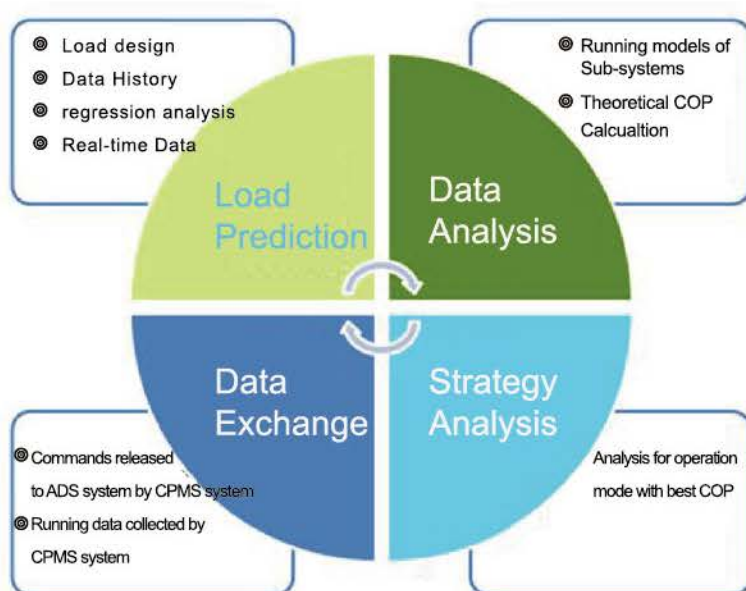 Load design
Data History
regression analysis
Real-time Data
Load
Prediction
Running models of
Sub-systems
Theoretical COP
Calcualtion
Data
Analysis
Data
Exchange
Commands released
to ADS system by CPMS system
Running data collected by
CPMS system
Strategy
Analysis
Analysis for operation
mode with best COP